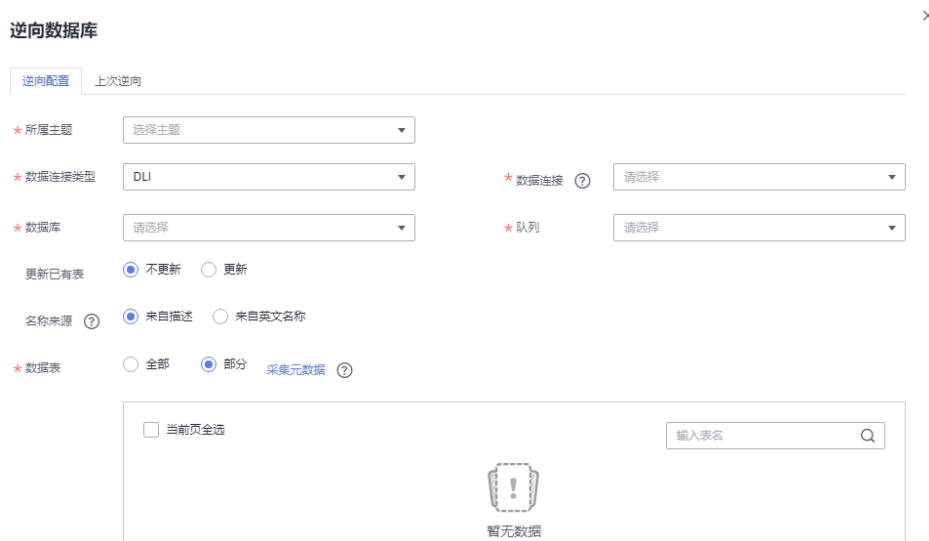 逆向数据库
逆向配置 上次逆向
* 所属主题 选择主题
* 数据连接类型 DLI * 数据连接 ? 请选择
* 数据库 请选择 * 队列 请选择
更新已有表 不更新 更新
名称来源 ? 来自描述 来自英文名称
* 数据表 全部 部分 采集元数据 ?
当前页全选 输入表名
暂无数据